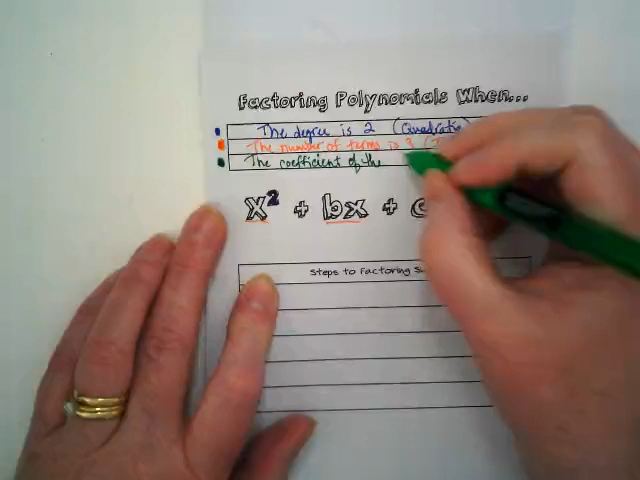 Factoring Polynomials When...
The degree is 2 (Quadratic
The number of terms is 3
The coefficient of the
x² + bx + c
Steps to Factoring